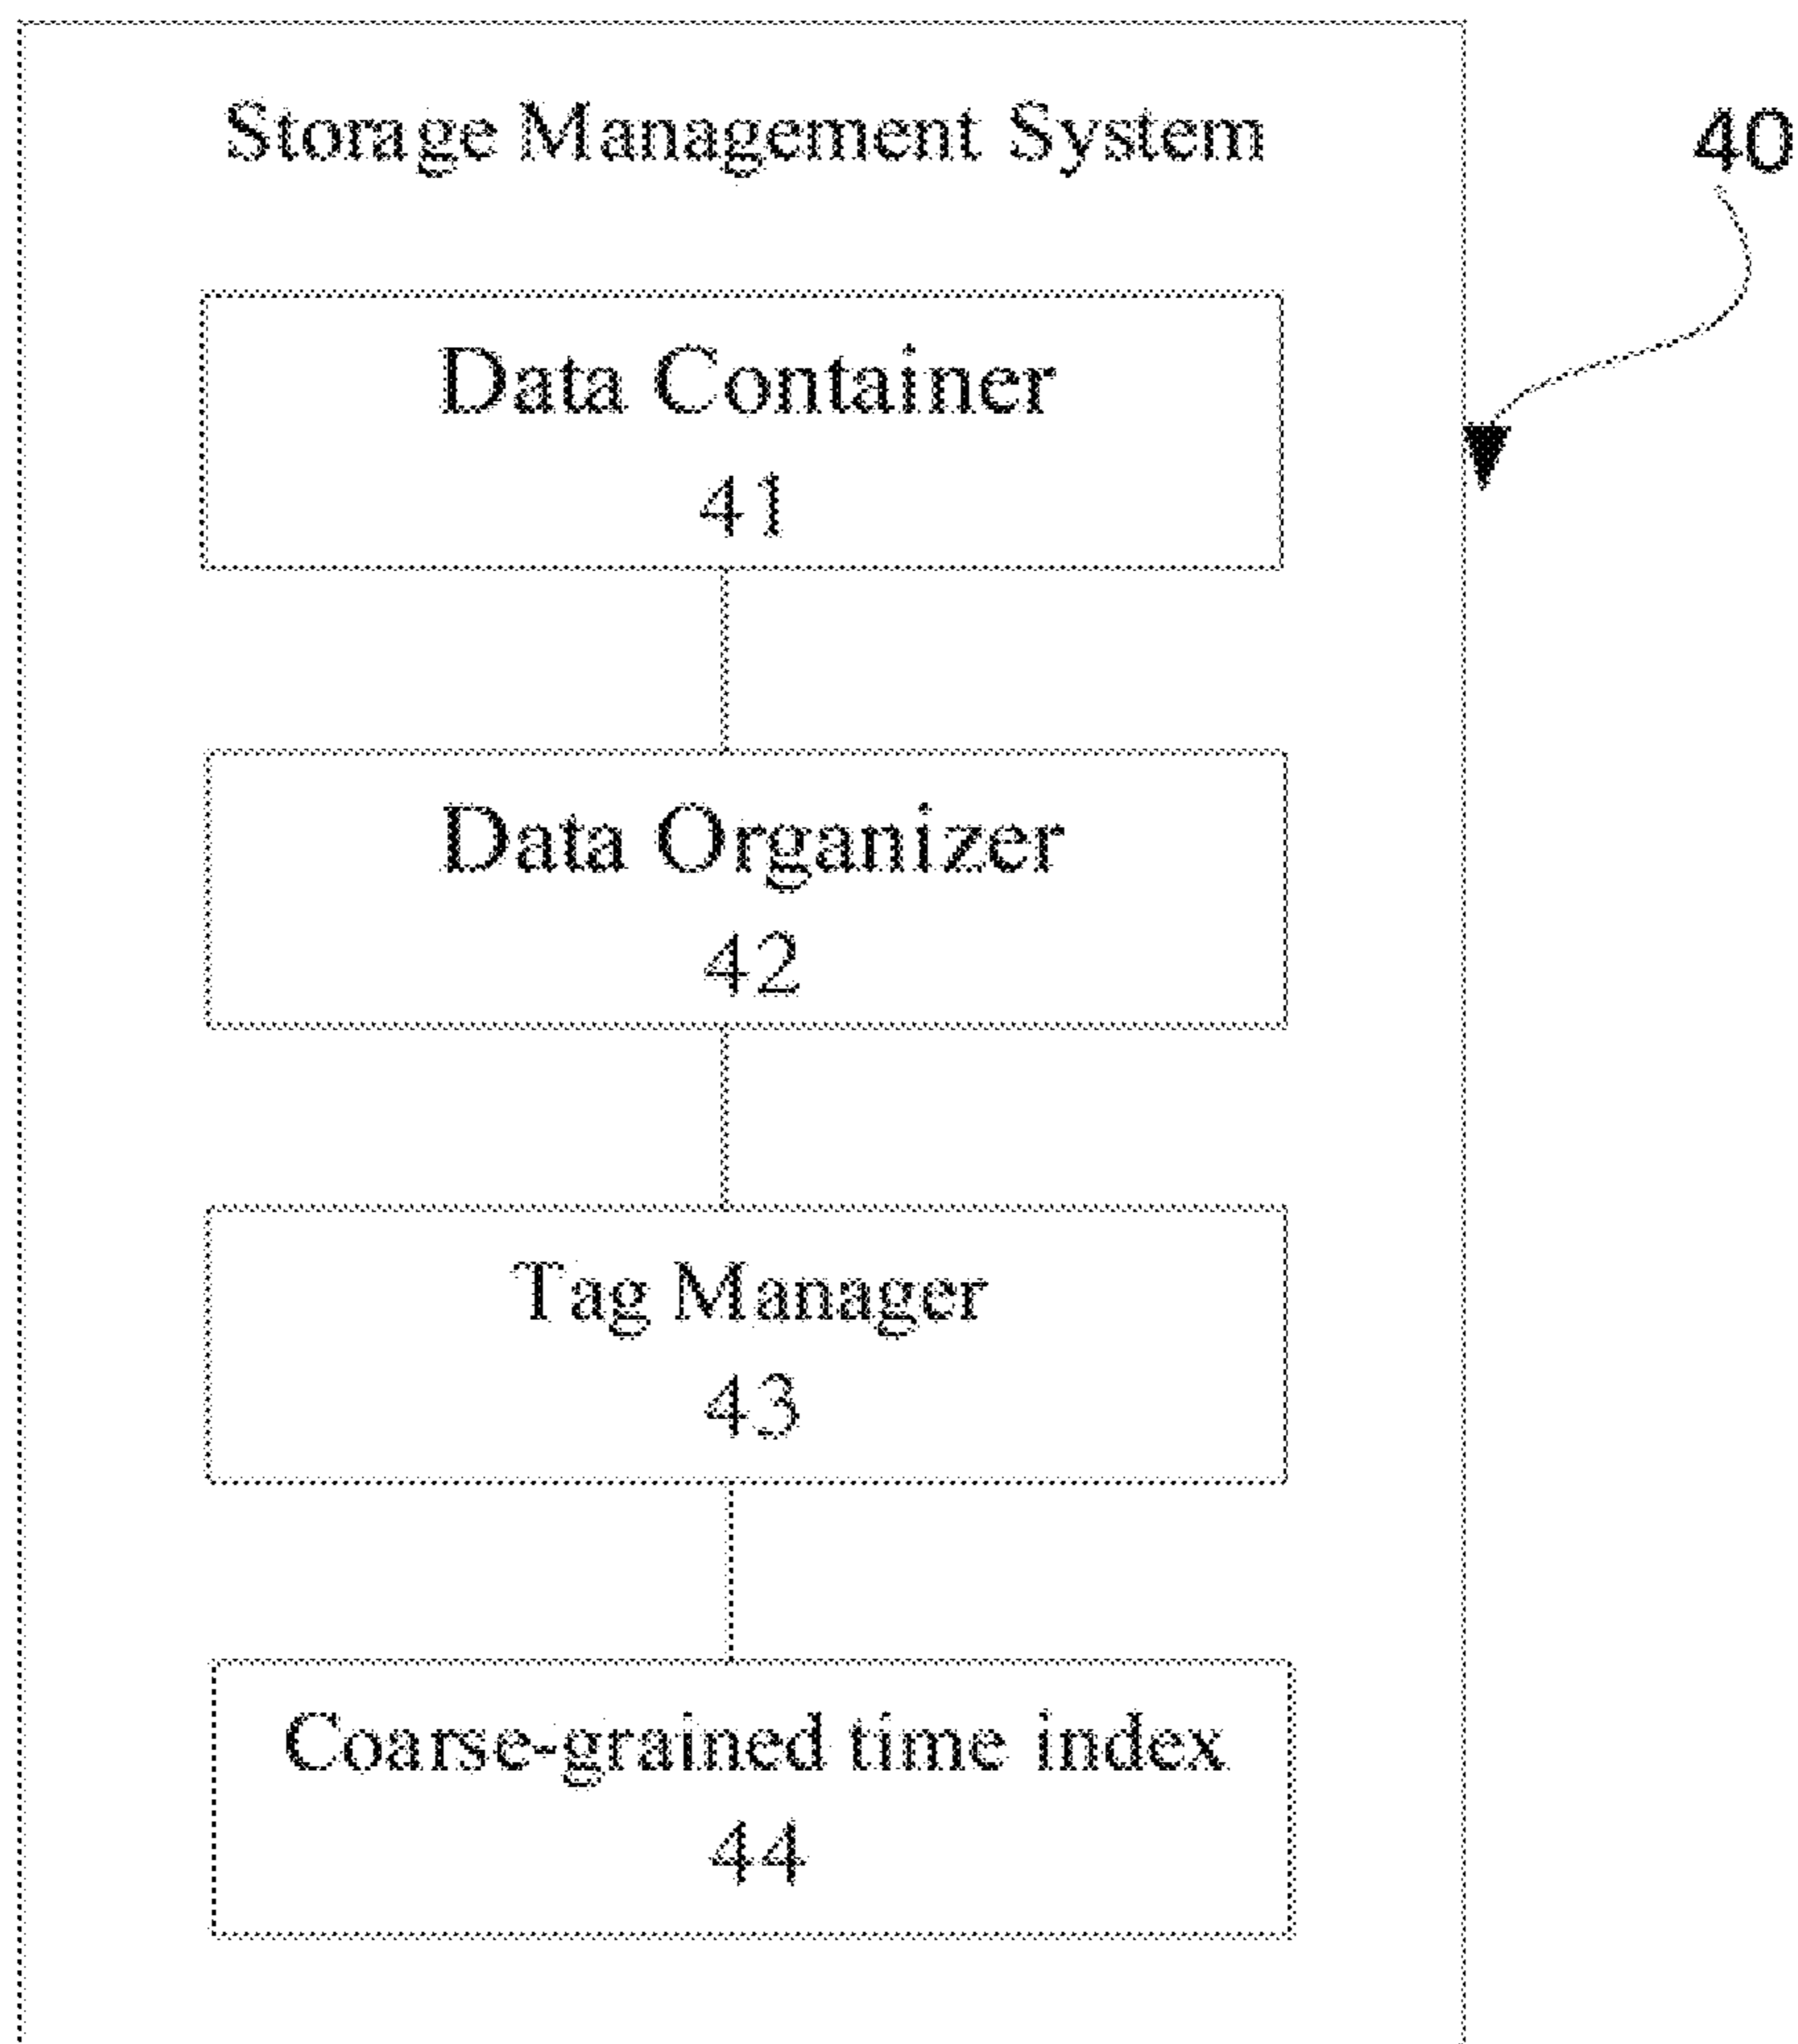 Storage Management System
40
Data Container
41
Data Organizer
42
Tag Manager
43
Coarse-grained time index
44